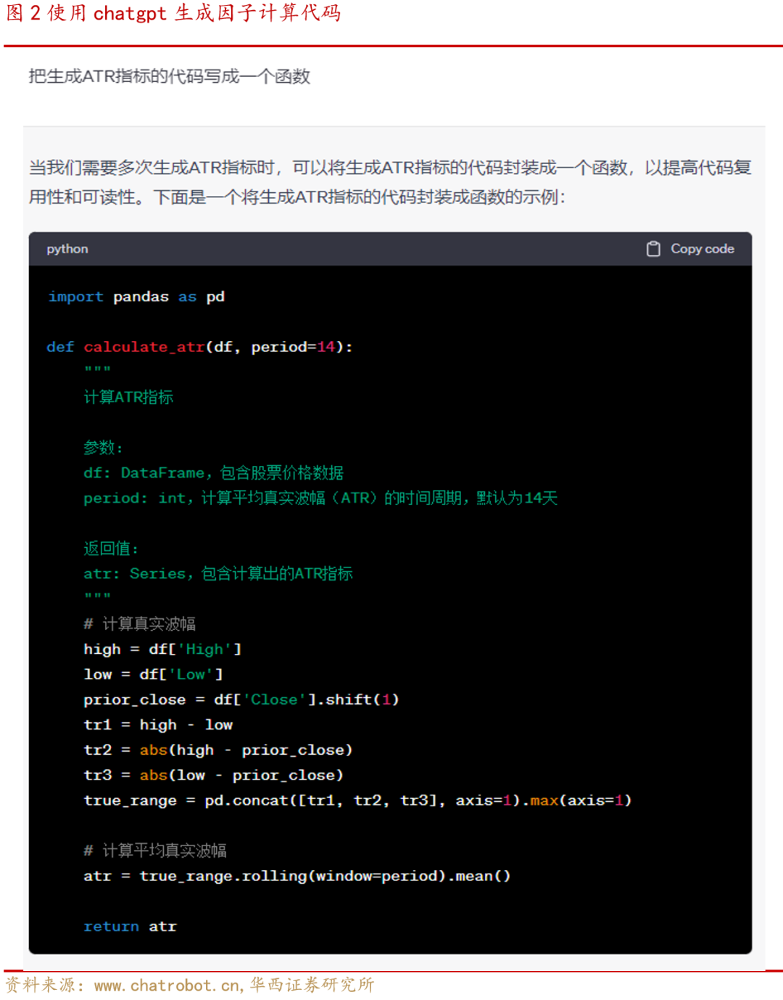 图 2 使用 chatgpt 生成因子计算代码
把生成ATR指标的代码写成一个函数
当我们需要多次生成ATR指标时，可以将生成ATR指标的代码封装成一个函数，以提高代码复
用性和可读性。下面是一个将生成ATR指标的代码封装成函数的示例：
python Copy code
import pandas as pd
def calculate_atr(df, period=14):
"""
计算ATR指标
参数：
df: DataFrame，包含股票价格数据
period: int，计算平均真实波幅（ATR）的时间周期，默认为14天
返回值：
atr: Series，包含计算出的ATR指标
"""
# 计算真实波幅
high = df['High']
low = df['Low']
prior_close = df['Close'].shift(1)
tr1 = high - low
tr2 = abs(high - prior_close)
tr3 = abs(low - prior_close)
true_range = pd.concat([tr1, tr2, tr3], axis=1).max(axis=1)
# 计算平均真实波幅
atr = true_range.rolling(window=period).mean()
return atr
资料来源：www.chatrobot.cn,华西证券研究所